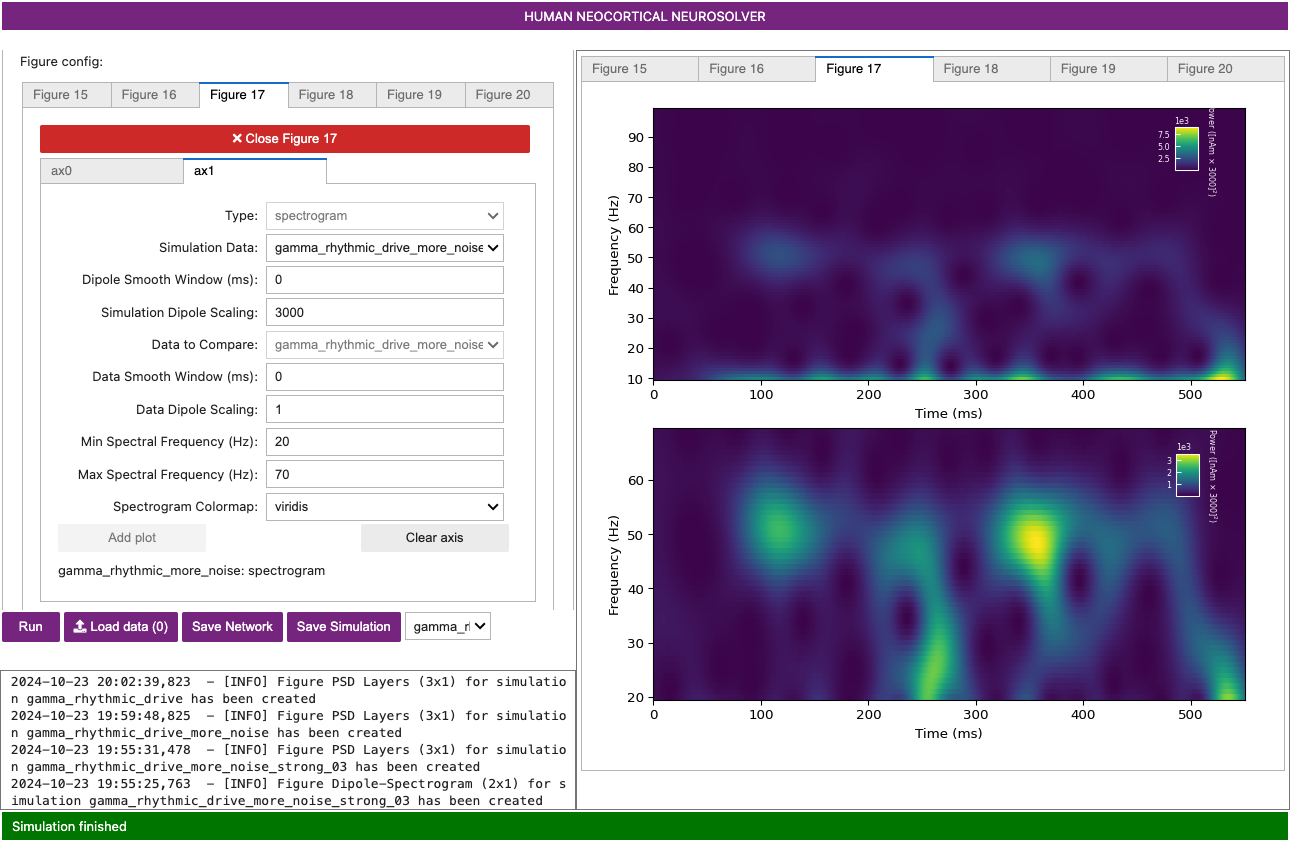 HUMAN NEOCORTICAL NEUROSOLVER
Figure config:
Figure 15
Figure 16
Figure 17
Figure 18
Figure 19
Figure 20
✖ Close Figure 17
ax0
ax1
Type: spectrogram
Simulation Data: gamma_rhythmic_drive_more_noise
Dipole Smooth Window (ms): 0
Simulation Dipole Scaling: 3000
Data to Compare: gamma_rhythmic_drive_more_noise
Data Smooth Window (ms): 0
Data Dipole Scaling: 1
Min Spectral Frequency (Hz): 20
Max Spectral Frequency (Hz): 70
Spectrogram Colormap: viridis
Add plot
Clear axis
gamma_rhythmic_more_noise: spectrogram
Run
Load data (0)
Save Network
Save Simulation
gamma_r
2024-10-23 20:02:39,823  - [INFO] Figure PSD Layers (3x1) for simulatio
n gamma_rhythmic_drive has been created
2024-10-23 19:59:48,825  - [INFO] Figure PSD Layers (3x1) for simulatio
n gamma_rhythmic_drive_more_noise has been created
2024-10-23 19:55:31,478  - [INFO] Figure PSD Layers (3x1) for simulatio
n gamma_rhythmic_drive_more_noise_strong_03 has been created
2024-10-23 19:55:25,763  - [INFO] Figure Dipole-Spectrogram (2x1) for s
imulation gamma_rhythmic_drive_more_noise_strong_03 has been created
Figure 15
Figure 16
Figure 17
Figure 18
Figure 19
Figure 20
Frequency (Hz)
90
80
70
60
50
40
30
20
10
0 100 200 300 400 500
Time (ms)
1e3
7.5
5.0
2.5
ower ([nAm × 3000]²)
Frequency (Hz)
60
50
40
30
20
0 100 200 300 400 500
Time (ms)
1e3
3
2
1
Power ([nAm × 3000]²)
Simulation finished